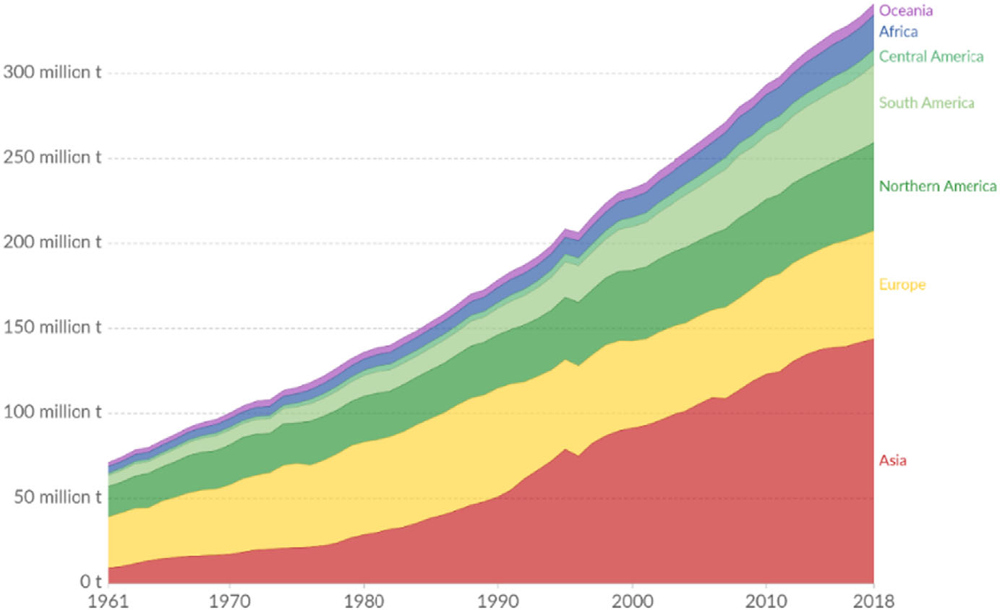 Oceania
Africa
Central America
South America
Northern America
Europe
Asia
300 million t
250 million t
200 million t
150 million t
100 million t
50 million t
0 t
1961 1970 1980 1990 2000 2010 2018